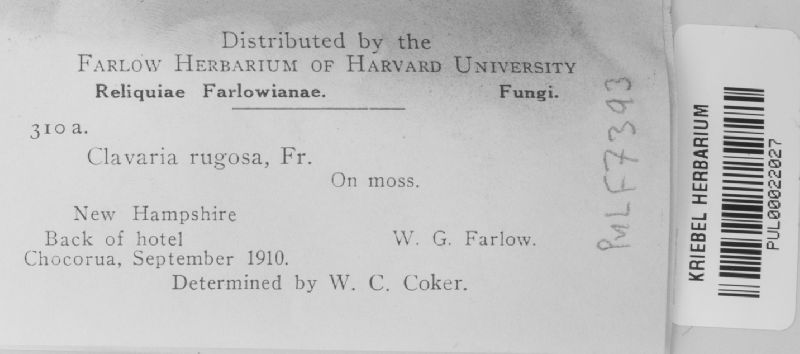 Distributed by the
FARLOW HERBARIUM OF HARVARD UNIVERSITY
Reliquiae Farlowianae. Fungi.
310 a.
Clavaria rugosa, Fr.
On moss.
New Hampshire
Back of hotel W. G. Farlow.
Chocorua, September 1910.
Determined by W. C. Coker.
PuLF7393
KRIEBEL HERBARIUM
PUL00022027